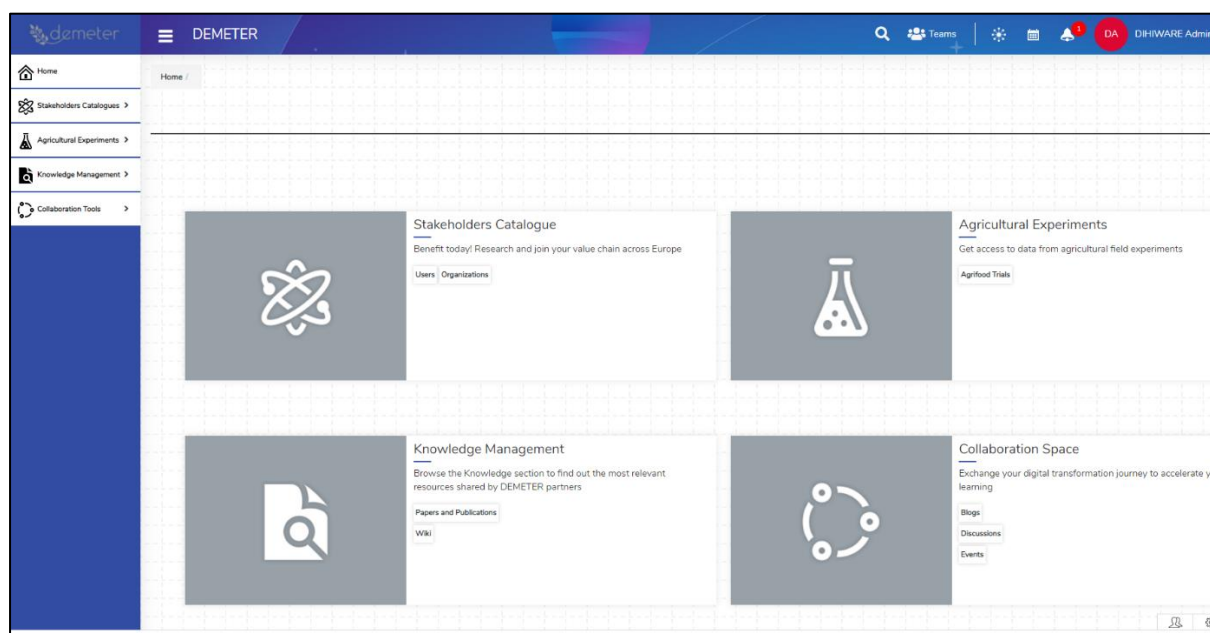 demeter
DEMETER
Teams
1
DA
DIHIWARE Admin
Home
Home /
Stakeholders Catalogues >
Agricultural Experiments >
Knowledge Management >
Collaboration Tools >
Stakeholders Catalogue
Benefit today! Research and join your value chain across Europe
Users Organizations
Agricultural Experiments
Get access to data from agricultural field experiments
Agrifood Trials
Knowledge Management
Browse the Knowledge section to find out the most relevant
resources shared by DEMETER partners
Papers and Publications
Wiki
Collaboration Space
Exchange your digital transformation journey to accelerate y
learning
Blogs
Discussions
Events